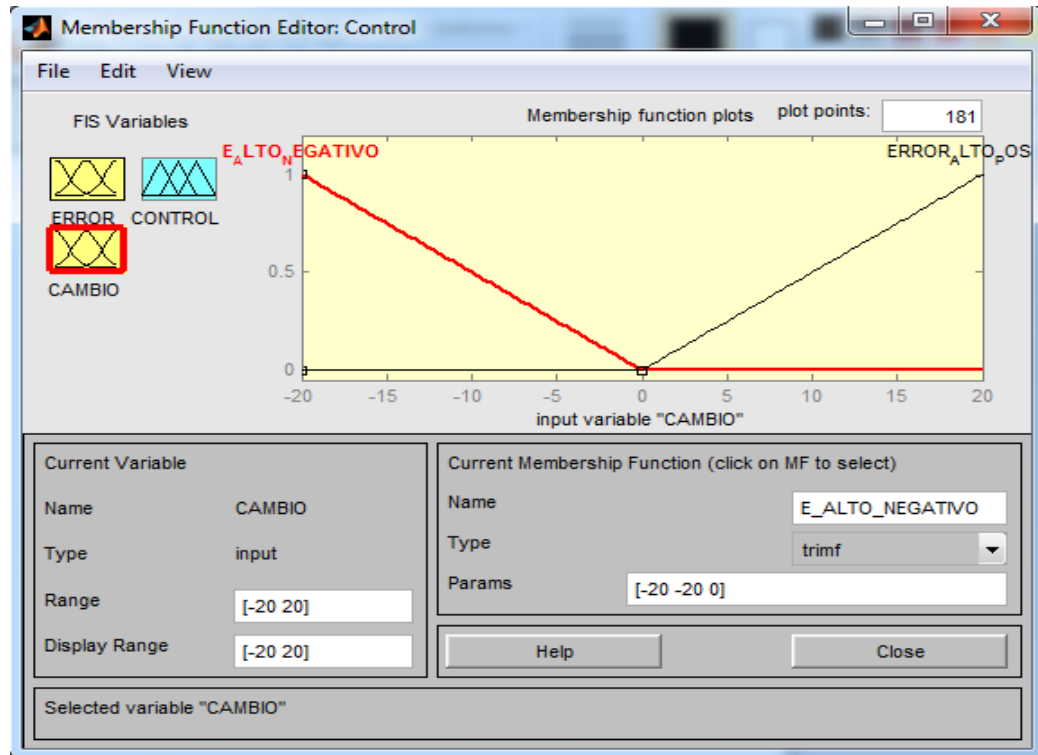 Membership Function Editor: Control
File Edit View
FIS Variables
Membership function plots plot points: 181
E_ALTO_NEGATIVO
ERROR_ALTO_POS
ERROR CONTROL
CAMBIO
1
0.5
0
-20 -15 -10 -5 0 5 10 15 20
input variable "CAMBIO"
Current Variable
Name CAMBIO
Type input
Range [-20 20]
Display Range [-20 20]
Current Membership Function (click on MF to select)
Name E_ALTO_NEGATIVO
Type trimf
Params [-20 -20 0]
Help Close
Selected variable "CAMBIO"